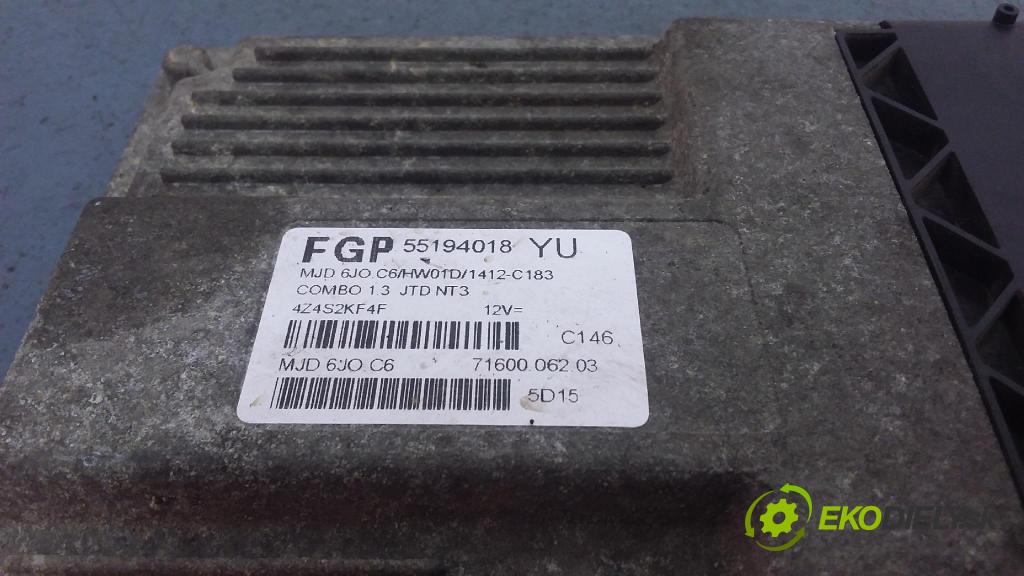 FGP 55194018 YU
MJD 6JO.C6/HW01D/1412-C183
COMBO 1.3 JTD NT3
4Z4S2KF4F 12V=
C146
MJD 6JO.C6 71600.062.03
5D15
EKODIELY.SK